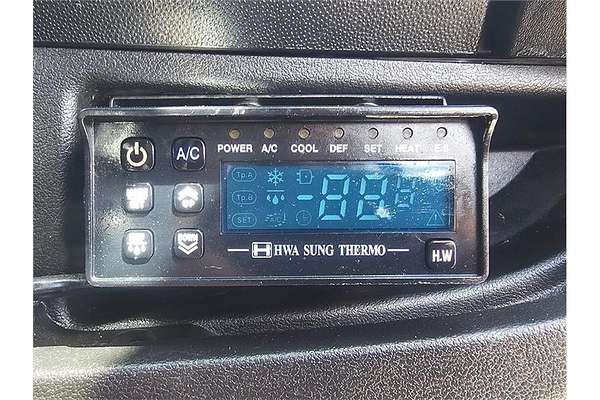 POWER A/C COOL DEF SET HEAT E.S
A/C
Tp.A
Tp.B
-88
SET
HWA SUNG THERMO
H.W